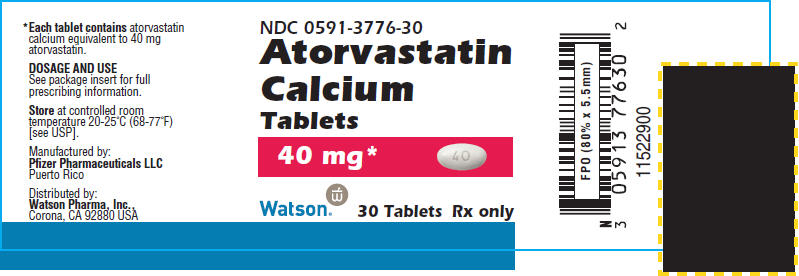 *Each tablet contains atorvastatin
calcium equivalent to 40 mg
atorvastatin.
DOSAGE AND USE
See package insert for full
prescribing information.
Store at controlled room
temperature 20-25°C (68-77°F)
[see USP].
Manufactured by:
Pfizer Pharmaceuticals LLC
Puerto Rico
Distributed by:
Watson Pharma, Inc.,
Corona, CA 92880 USA
NDC 0591-3776-30
Atorvastatin
Calcium
Tablets
40 mg*
40
Watson®
30 Tablets Rx only
FPO (80% x 5.5mm)
N
3 05913 77630 2
11522900